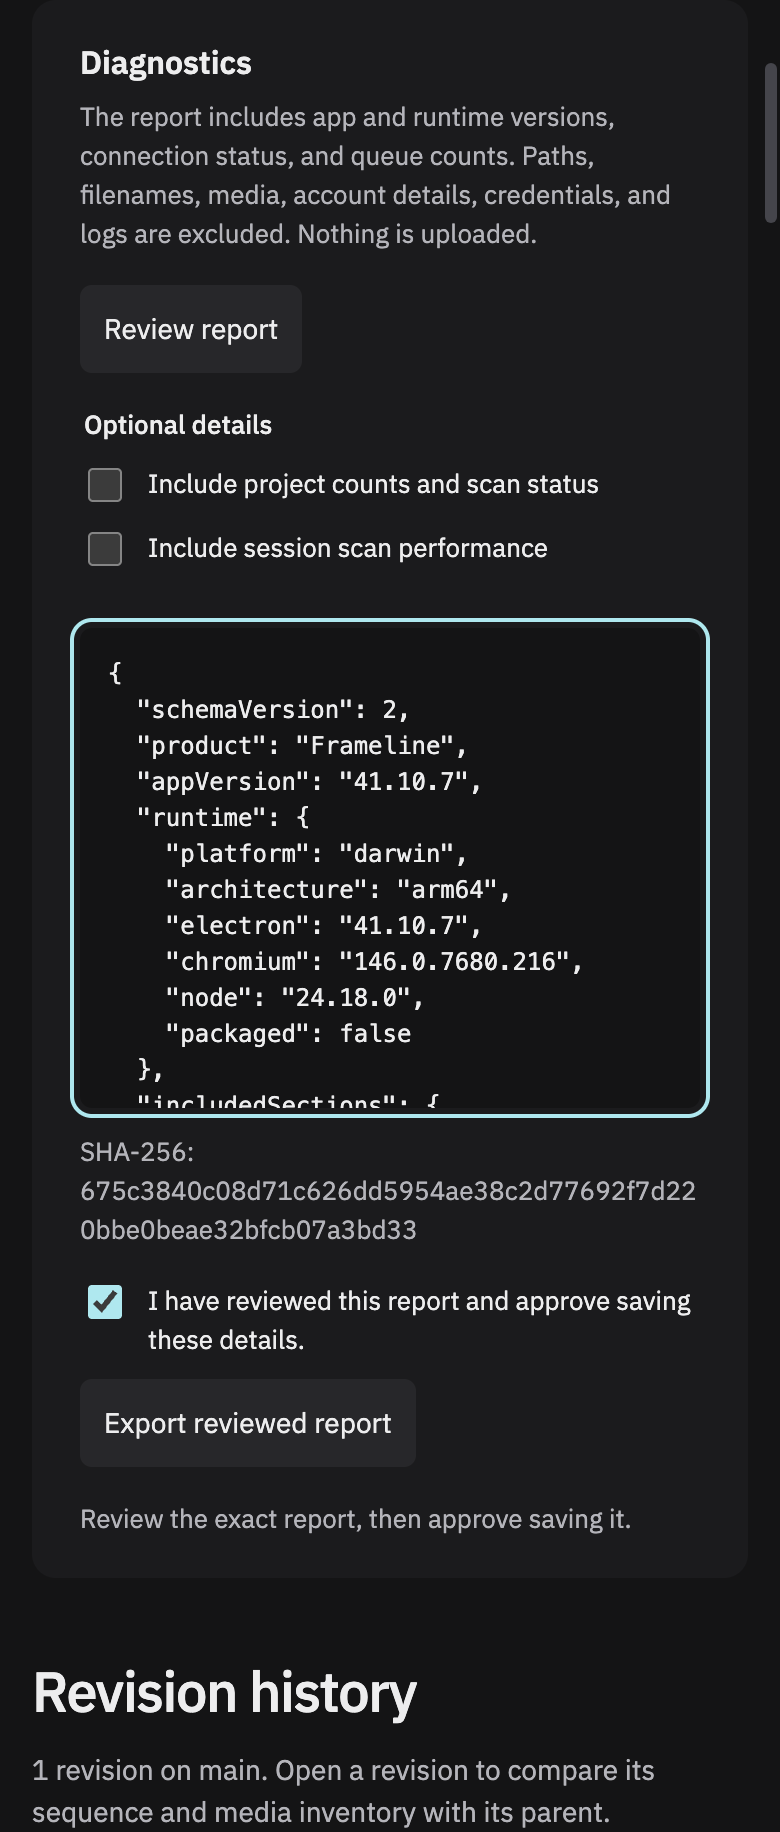 Diagnostics
The report includes app and runtime versions,
connection status, and queue counts. Paths,
filenames, media, account details, credentials, and
logs are excluded. Nothing is uploaded.
Review report
Optional details
Include project counts and scan status
Include session scan performance
{
  "schemaVersion": 2,
  "product": "Frameline",
  "appVersion": "41.10.7",
  "runtime": {
    "platform": "darwin",
    "architecture": "arm64",
    "electron": "41.10.7",
    "chromium": "146.0.7680.216",
    "node": "24.18.0",
    "packaged": false
  },
  "includedSections": {
SHA-256:
675c3840c08d71c626dd5954ae38c2d77692f7d22
0bbe0beae32bfcb07a3bd33
I have reviewed this report and approve saving
these details.
Export reviewed report
Review the exact report, then approve saving it.
Revision history
1 revision on main. Open a revision to compare its
sequence and media inventory with its parent.